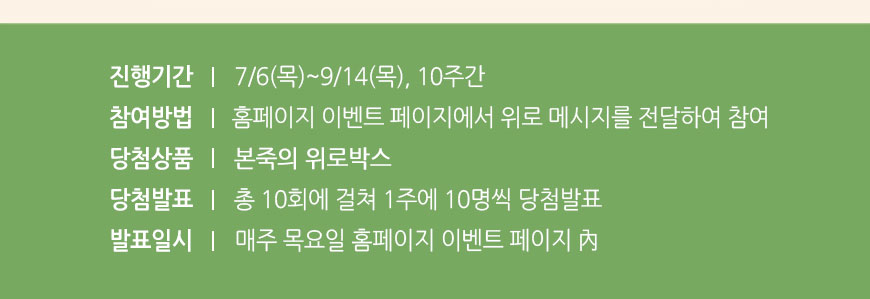 진행기간 | 7/6(목)~9/14(목), 10주간
참여방법 | 홈페이지 이벤트 페이지에서 위로 메시지를 전달하여 참여
당첨상품 | 본죽의 위로박스
당첨발표 | 총 10회에 걸쳐 1주에 10명씩 당첨발표
발표일시 | 매주 목요일 홈페이지 이벤트 페이지 內